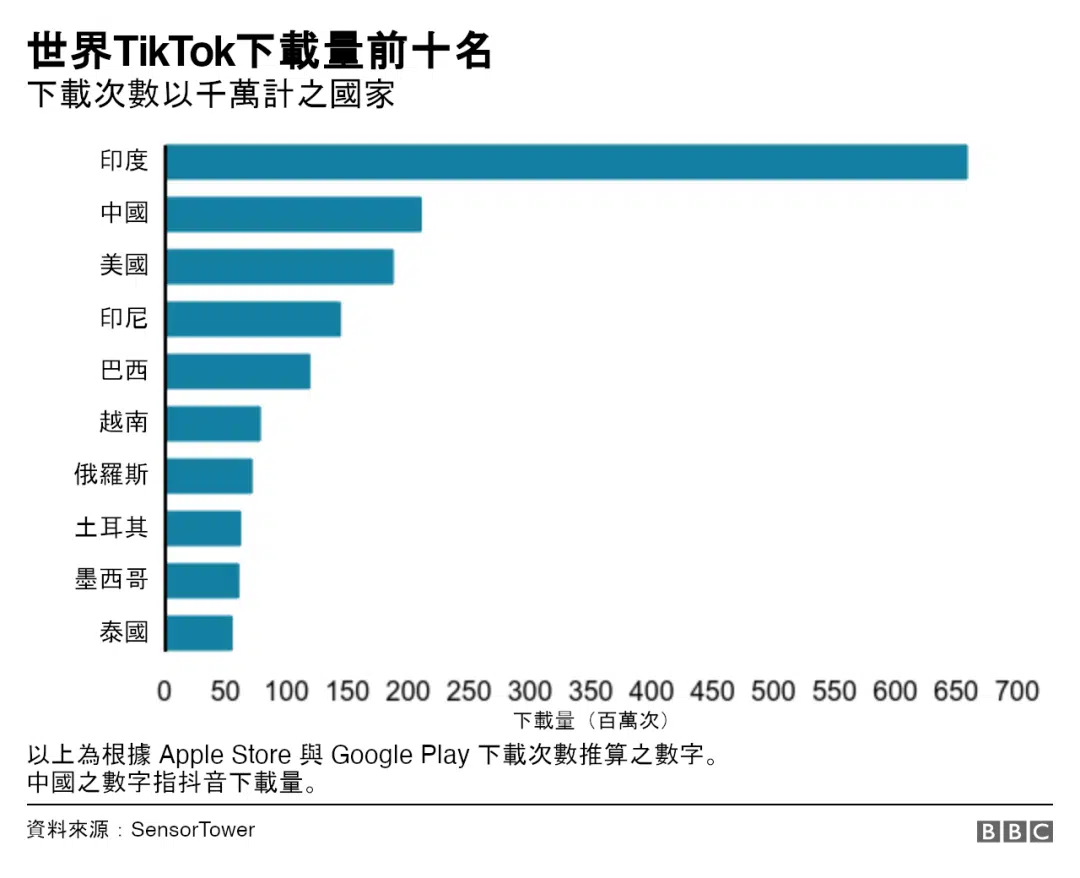 世界TikTok下載量前十名
下載次數以千萬計之國家
印度
中國
美國
印尼
巴西
越南
俄羅斯
土耳其
墨西哥
泰國
0 50 100 150 200 250 300 350 400 450 500 550 600 650 700
下載量（百萬次）
以上為根據 Apple Store 與 Google Play 下載次數推算之數字。
中國之數字指抖音下載量。
資料來源：SensorTower
BBC